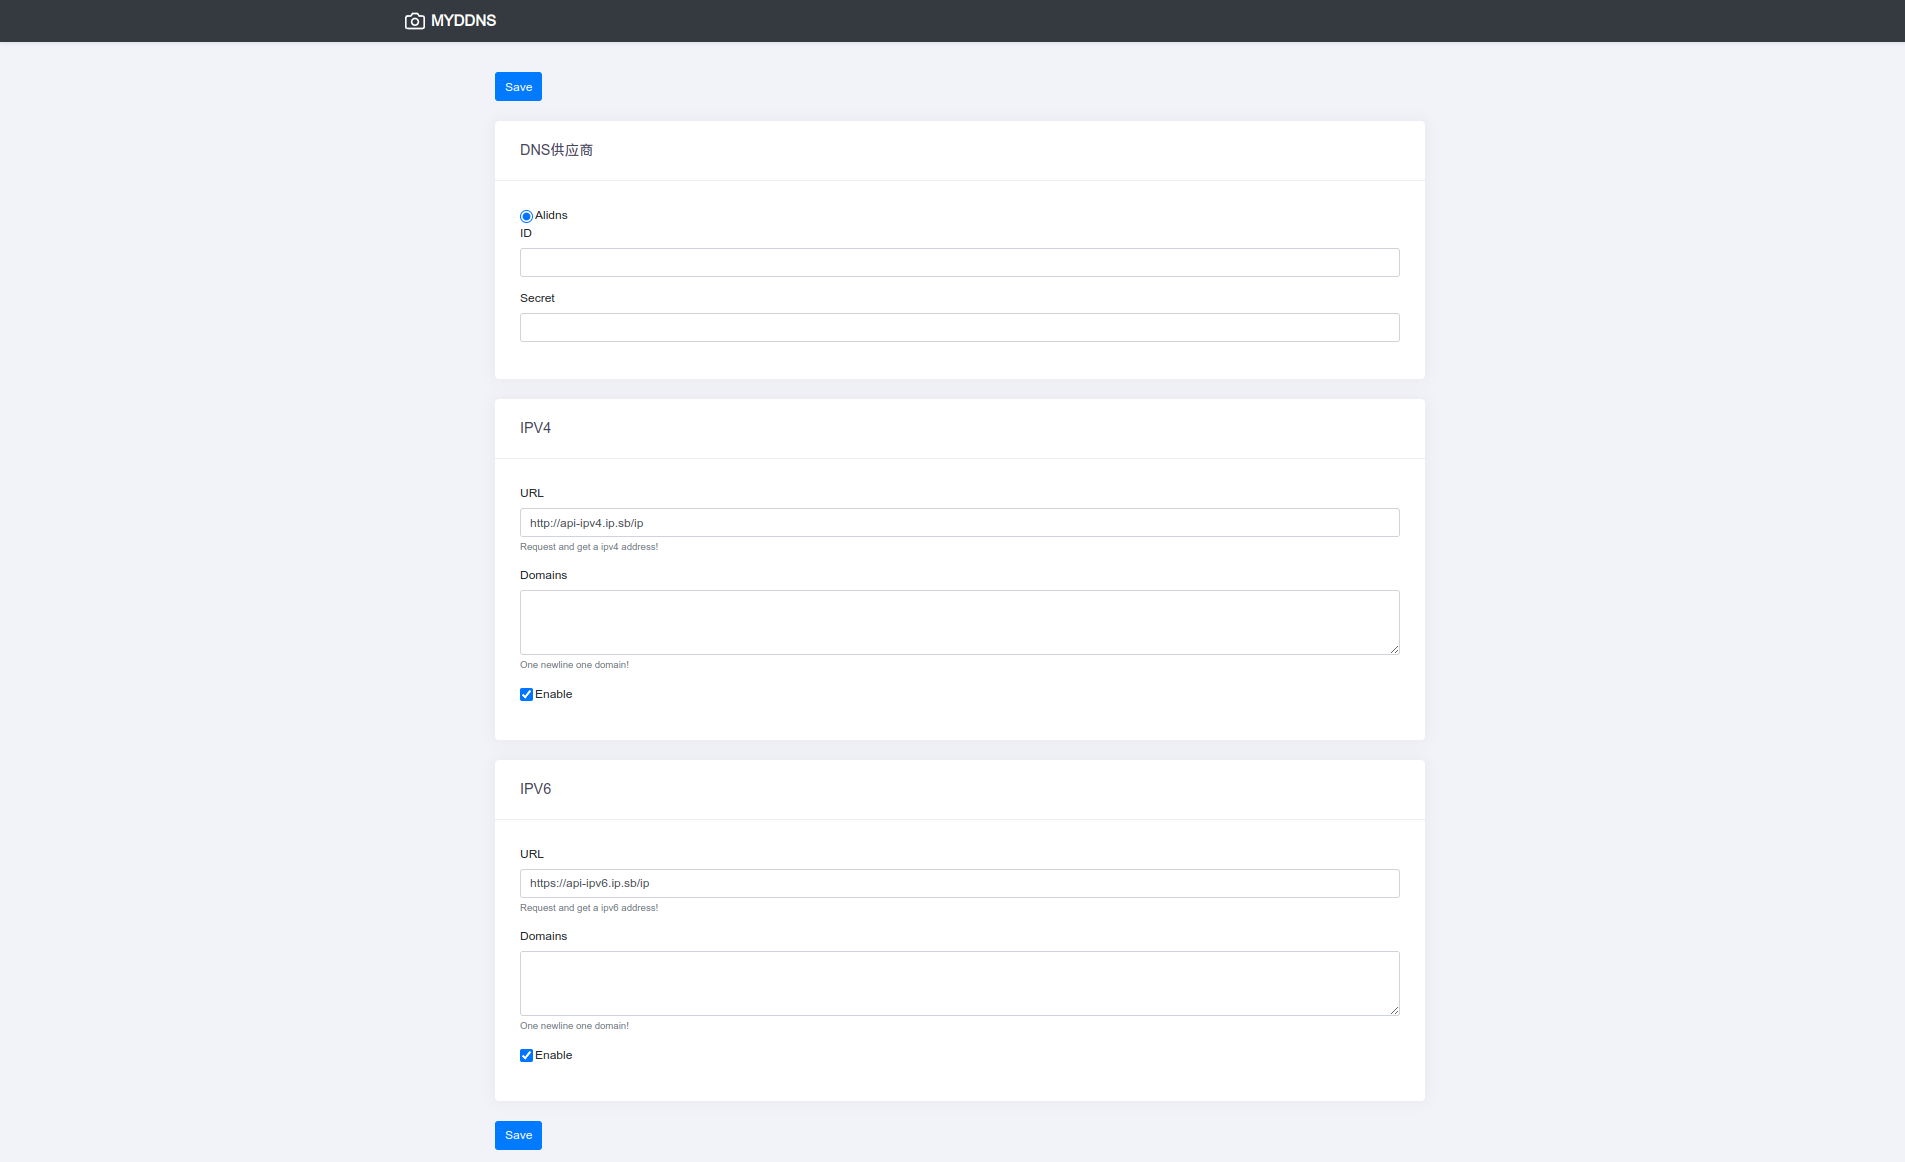 MYDDNS
Save
DNS供应商
Alidns
ID
Secret
IPV4
URL
http://api-ipv4.ip.sb/ip
Request and get a ipv4 address!
Domains
One newline one domain!
Enable
IPV6
URL
https://api-ipv6.ip.sb/ip
Request and get a ipv6 address!
Domains
One newline one domain!
Enable
Save